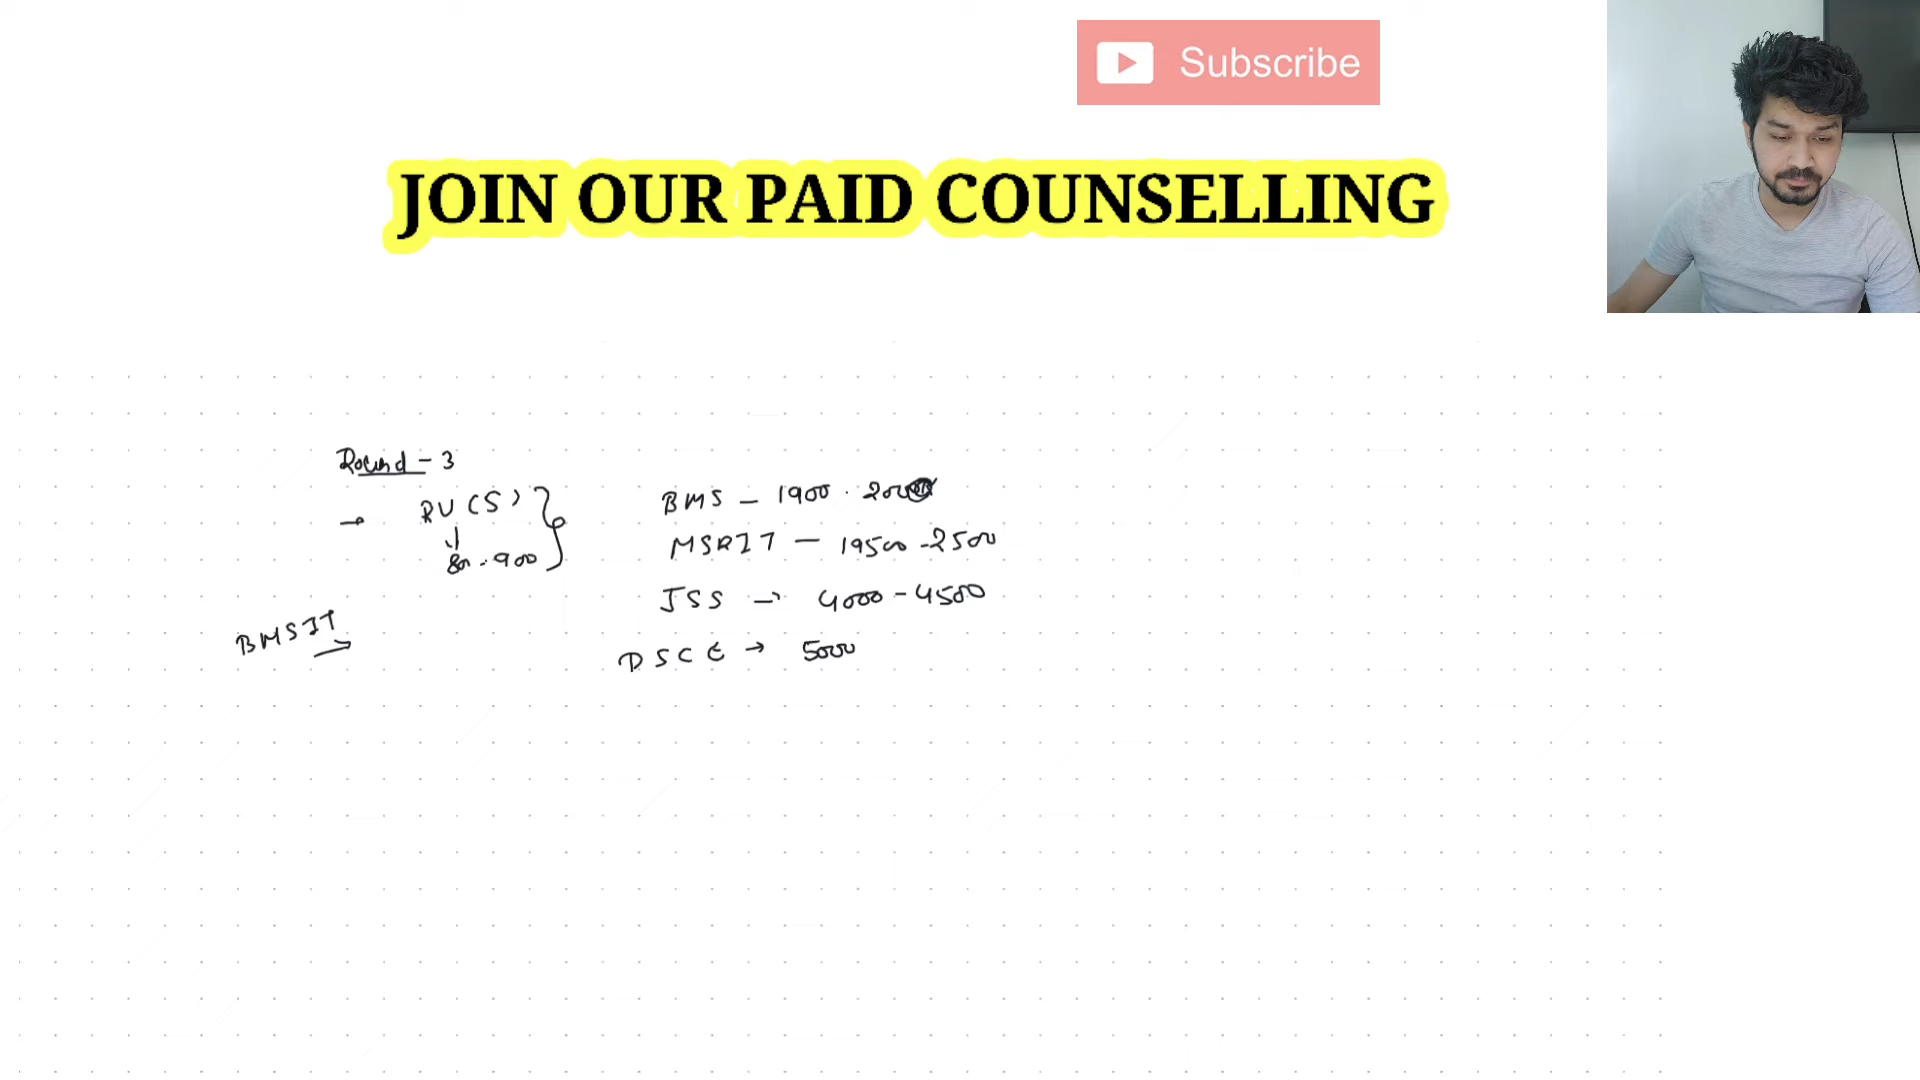 Subscribe
JOIN OUR PAID COUNSELLING
Round - 3
→ RV (S)
↓
800 - 900
BMS - 1900 - 2000
MSRIT - 19500 - 2500
JSS → 4000 - 4500
DSCE → 5000
BMSIT →